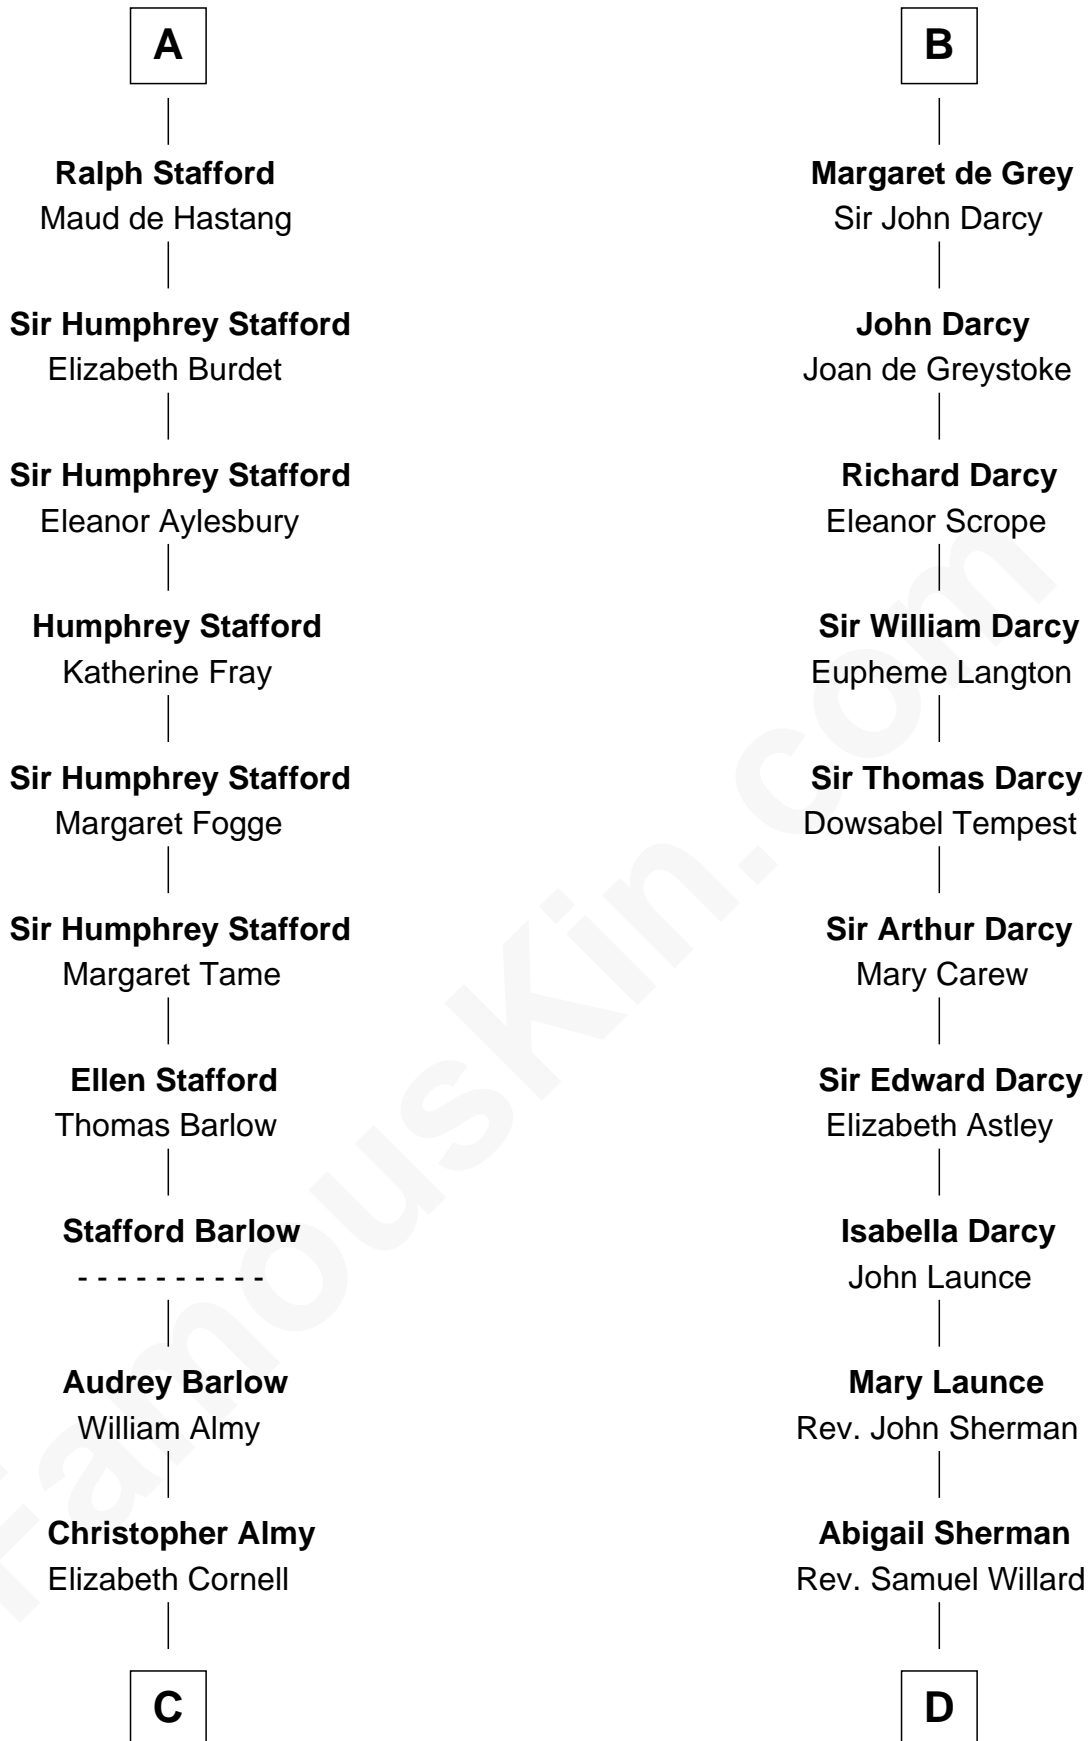 A
Ralph Stafford
Maud de Hastang
Sir Humphrey Stafford
Elizabeth Burdet
Sir Humphrey Stafford
Eleanor Aylesbury
Humphrey Stafford
Katherine Fray
Sir Humphrey Stafford
Margaret Fogge
Sir Humphrey Stafford
Margaret Tame
Ellen Stafford
Thomas Barlow
Stafford Barlow
- - - - - - - - - -
Audrey Barlow
William Almy
Christopher Almy
Elizabeth Cornell
C
B
Margaret de Grey
Sir John Darcy
John Darcy
Joan de Greystoke
Richard Darcy
Eleanor Scrope
Sir William Darcy
Eupheme Langton
Sir Thomas Darcy
Dowsabel Tempest
Sir Arthur Darcy
Mary Carew
Sir Edward Darcy
Elizabeth Astley
Isabella Darcy
John Launce
Mary Launce
Rev. John Sherman
Abigail Sherman
Rev. Samuel Willard
D
FamousKin.com